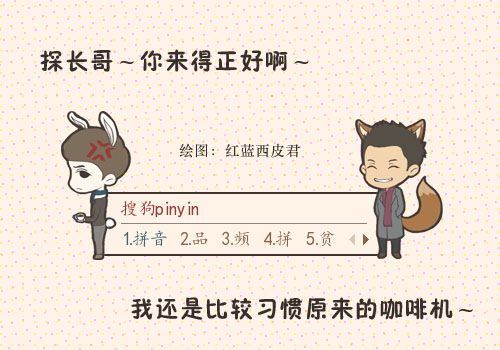 探长哥～你来得正好啊～
绘图：红蓝西皮君
搜狗pinyin
1.拼音 2.品 3.频 4.拼 5.贫
我还是比较习惯原来的咖啡机～